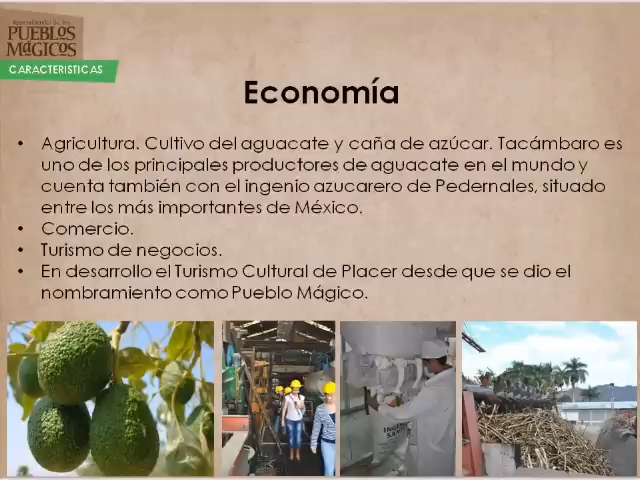 Aprendiendo de los
PUEBLOS
MáGICOS
CARACTERISTICAS
Economía
• Agricultura. Cultivo del aguacate y caña de azúcar. Tacámbaro es
uno de los principales productores de aguacate en el mundo y
cuenta también con el ingenio azucarero de Pedernales, situado
entre los más importantes de México.
• Comercio.
• Turismo de negocios.
• En desarrollo el Turismo Cultural de Placer desde que se dio el
nombramiento como Pueblo Mágico.